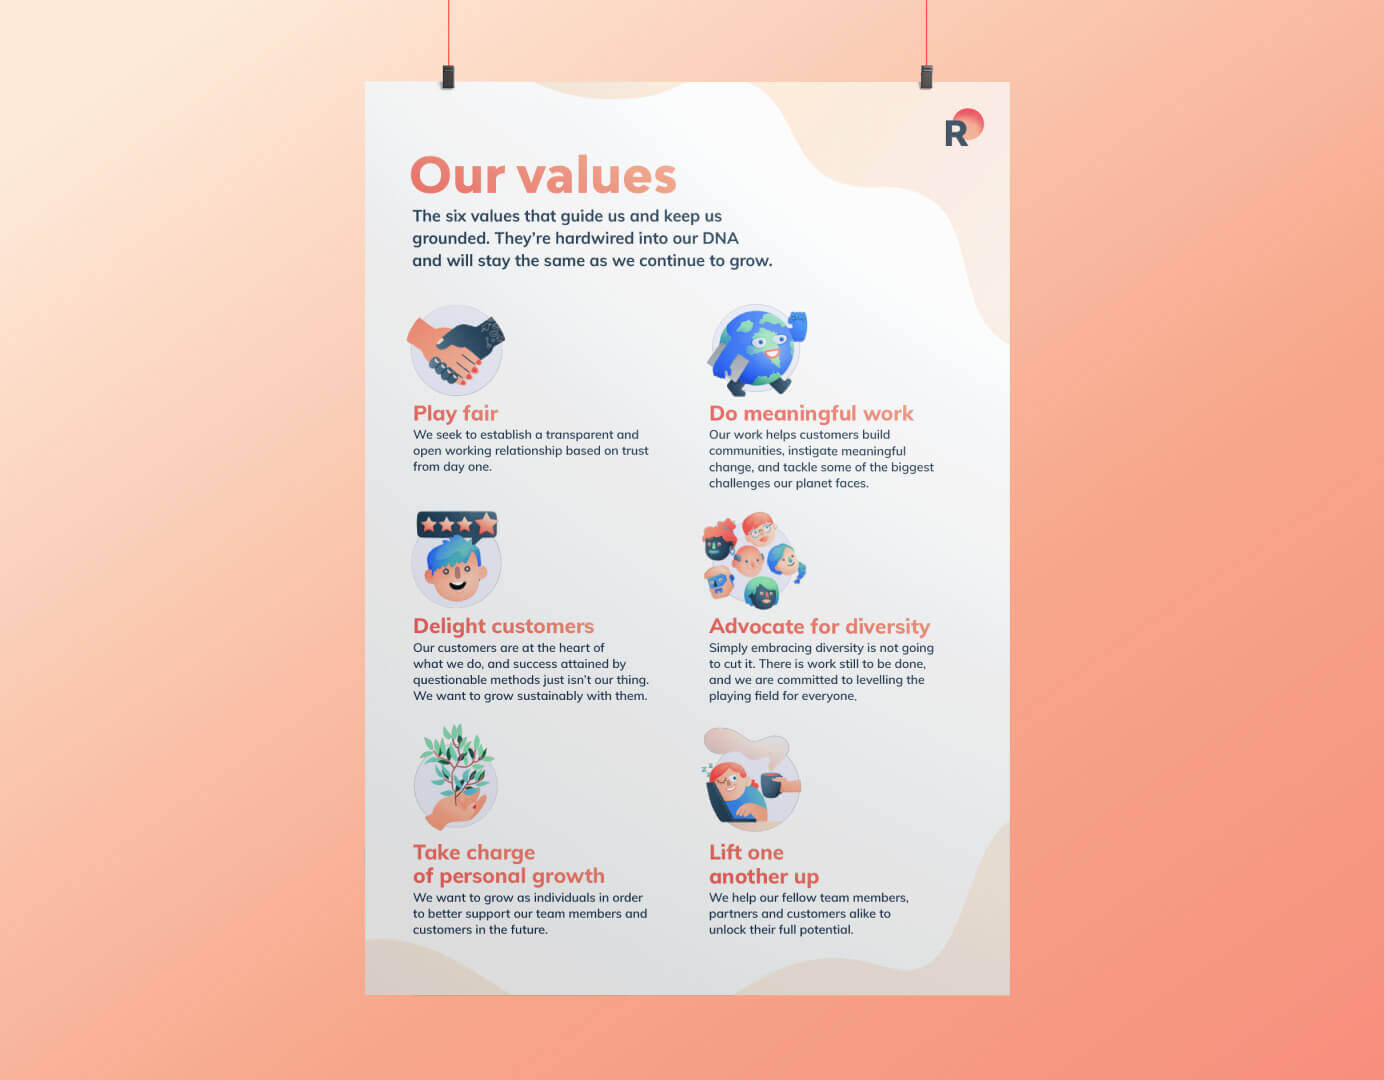 R
Our values
The six values that guide us and keep us
grounded. They're hardwired into our DNA
and will stay the same as we continue to grow.
Play fair
We seek to establish a transparent and
open working relationship based on trust
from day one.
Do meaningful work
Our work helps customers build
communities, instigate meaningful
change, and tackle some of the biggest
challenges our planet faces.
Delight customers
Our customers are at the heart of
what we do, and success attained by
questionable methods just isn't our thing.
We want to grow sustainably with them.
Advocate for diversity
Simply embracing diversity is not going
to cut it. There is work still to be done,
and we are committed to levelling the
playing field for everyone.
Take charge
of personal growth
We want to grow as individuals in order
to better support our team members and
customers in the future.
z z z
Lift one
another up
We help our fellow team members,
partners and customers alike to
unlock their full potential.